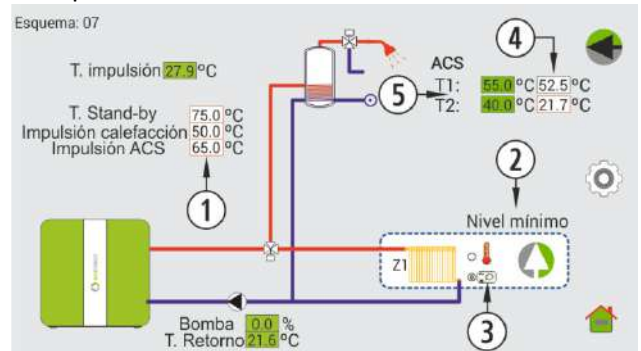 Esquema: 07
T. impulsión 27.9 ºC
T. Stand-by 75.0 ºC
Impulsión calefacción 50.0 ºC
Impulsión ACS 65.0 ºC
1
ACS
T1: 55.0 ºC 52.5 ºC
T2: 40.0 ºC 21.7 ºC
4
5
2
Nivel mínimo
Z1
3
Bomba 0.0 %
T. Retorno 21.6 ºC